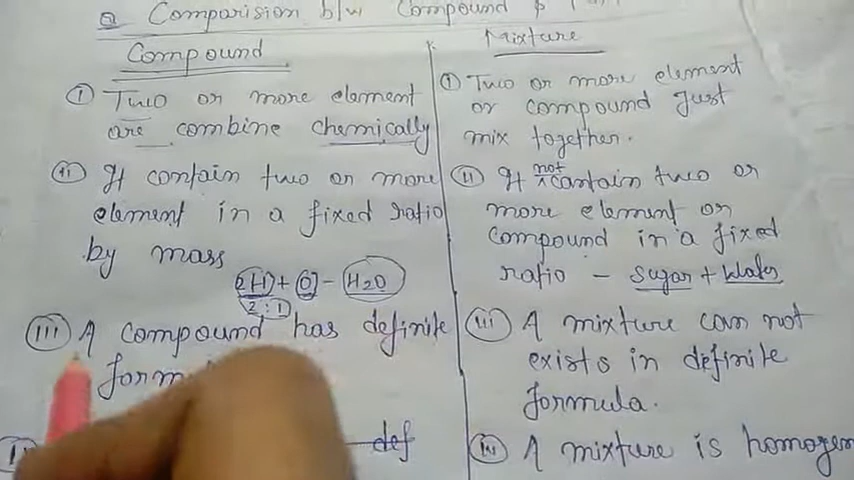 Q Comparision b/w Compound &
Compound
(I) Two or more element
are combine chemically
(II) It contain two or more
element in a fixed ratio
by mass
2H + O - H2O
2 : 1
(III) A compound has definite
form
def
Mixture
(I) Two or more element
or compound Just
mix together.
(II) It not contain two or
more element or
compound in a fixed
ratio - Sugar + Water
(III) A mixture can not
exists in definite
formula.
(IV) A mixture is homogen